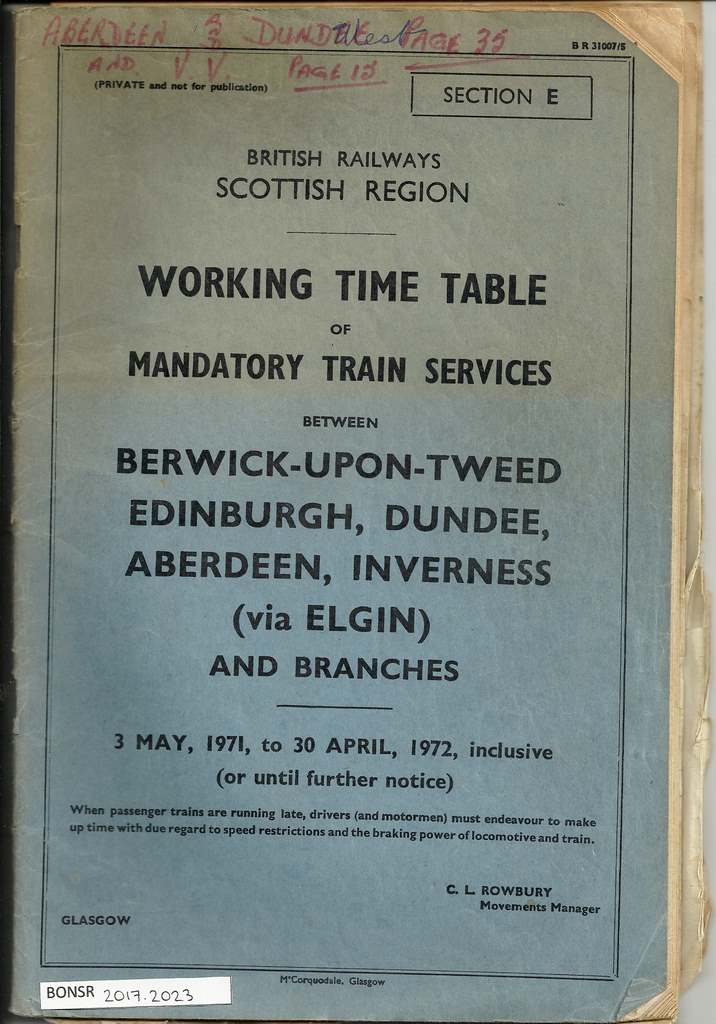 ABERDEEN AND DUNDEE West PAGE 35
AND V.V. PAGE 15
B R 31007/5
(PRIVATE and not for publication)
SECTION E
BRITISH RAILWAYS
SCOTTISH REGION
WORKING TIME TABLE
OF
MANDATORY TRAIN SERVICES
BETWEEN
BERWICK-UPON-TWEED
EDINBURGH, DUNDEE,
ABERDEEN, INVERNESS
(via ELGIN)
AND BRANCHES
3 MAY, 1971, to 30 APRIL, 1972, inclusive
(or until further notice)
When passenger trains are running late, drivers (and motormen) must endeavour to make
up time with due regard to speed restrictions and the braking power of locomotive and train.
C. L. ROWBURY
Movements Manager
GLASGOW
McCorquodale, Glasgow
BONSR 2017.2023